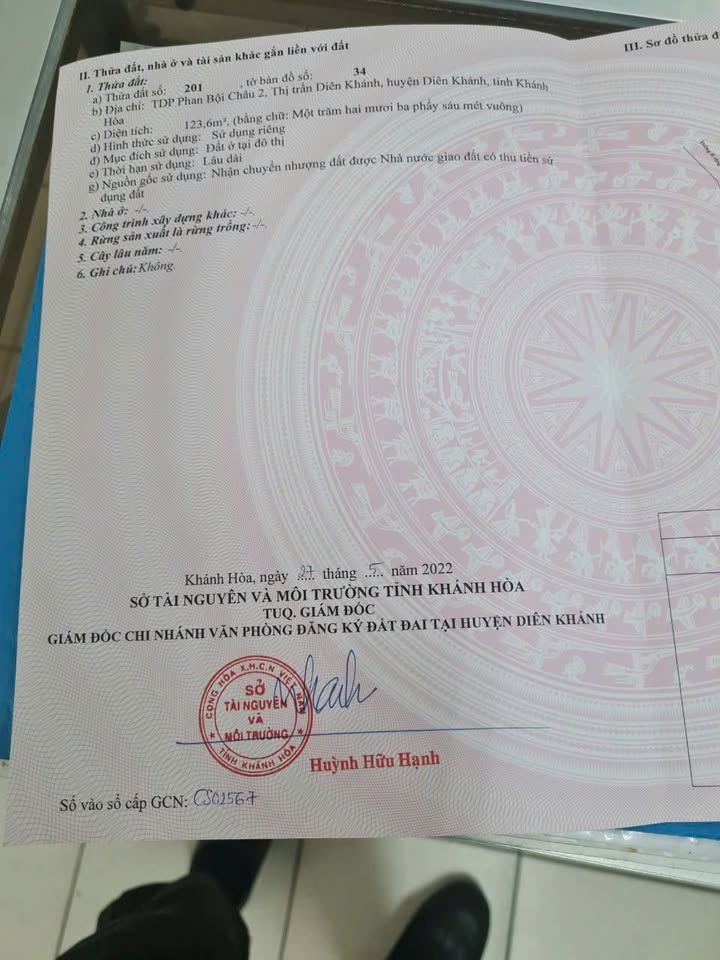 II. Thửa đất, nhà ở và tài sản khác gắn liền với đất
1. Thửa đất:
a) Thửa đất số: 201 , tờ bản đồ số: 34
b) Địa chỉ: TDP Phan Bội Châu 2, Thị trấn Diên Khánh, huyện Diên Khánh, tỉnh Khánh
Hòa
c) Diện tích: 123,6m², (bằng chữ: Một trăm hai mươi ba phẩy sáu mét vuông)
d) Hình thức sử dụng: Sử dụng riêng
đ) Mục đích sử dụng: Đất ở tại đô thị
e) Thời hạn sử dụng: Lâu dài
g) Nguồn gốc sử dụng: Nhận chuyển nhượng đất được Nhà nước giao đất có thu tiền sử
dụng đất
2. Nhà ở: -/-.
3. Công trình xây dựng khác: -/-.
4. Rừng sản xuất là rừng trồng: -/-.
5. Cây lâu năm: -/-.
6. Ghi chú: Không.
III. Sơ đồ thửa đ
Khánh Hòa, ngày 27 tháng 5 năm 2022
SỞ TÀI NGUYÊN VÀ MÔI TRƯỜNG TỈNH KHÁNH HÒA
TUQ. GIÁM ĐỐC
GIÁM ĐỐC CHI NHÁNH VĂN PHÒNG ĐĂNG KÝ ĐẤT ĐAI TẠI HUYỆN DIÊN KHÁNH
CỘNG HÒA X.H.C.N VIỆT NAM
SỞ
TÀI NGUYÊN
VÀ
MÔI TRƯỜNG
TỈNH KHÁNH HÒA
Huỳnh Hữu Hạnh
Số vào sổ cấp GCN: CS02567